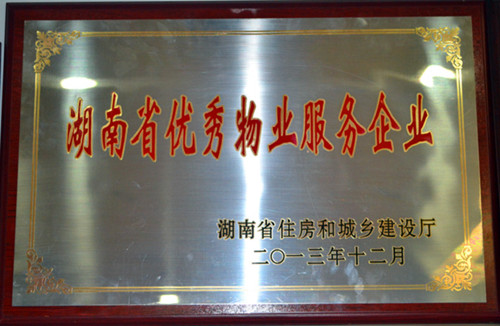 湖南省优秀物业服务企业
湖南省住房和城乡建设厅
二〇一三年十二月